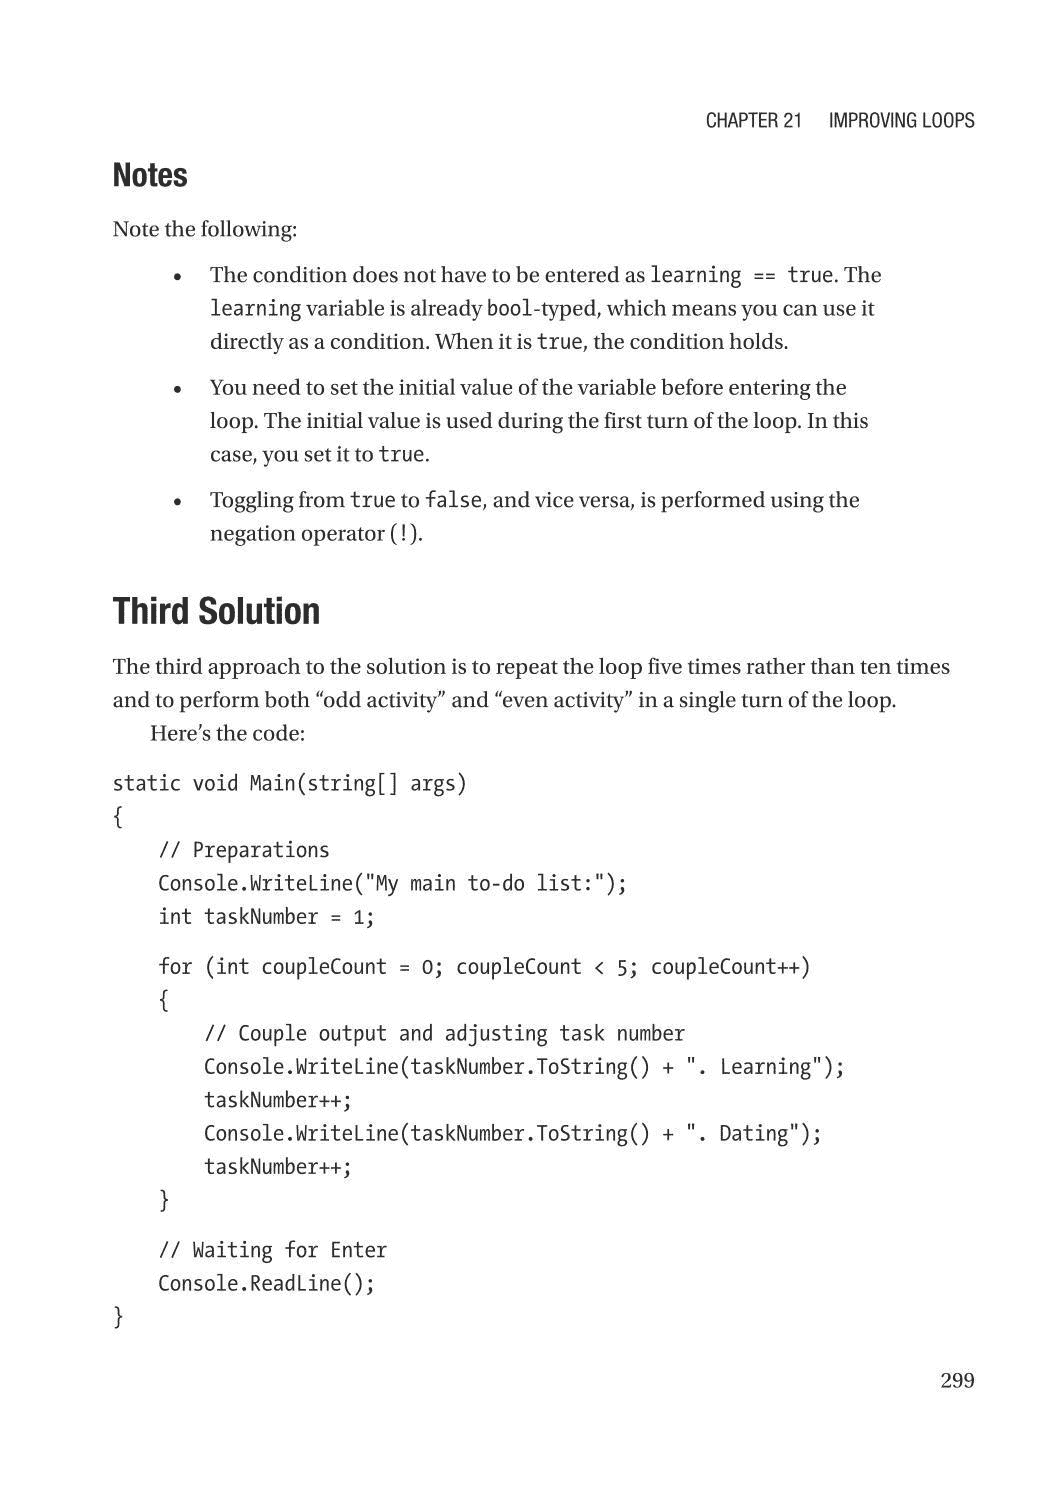 CHAPTER 21 IMPROVING LOOPS
Notes
Note the following:
• The condition does not have to be entered as learning == true. The
learning variable is already bool-typed, which means you can use it
directly as a condition. When it is true, the condition holds.
• You need to set the initial value of the variable before entering the
loop. The initial value is used during the first turn of the loop. In this
case, you set it to true.
• Toggling from true to false, and vice versa, is performed using the
negation operator (!).
Third Solution
The third approach to the solution is to repeat the loop five times rather than ten times
and to perform both “odd activity” and “even activity” in a single turn of the loop.
Here’s the code:
static void Main(string[] args)
{
    // Preparations
    Console.WriteLine("My main to-do list:");
    int taskNumber = 1;
    for (int coupleCount = 0; coupleCount < 5; coupleCount++)
    {
        // Couple output and adjusting task number
        Console.WriteLine(taskNumber.ToString() + ". Learning");
        taskNumber++;
        Console.WriteLine(taskNumber.ToString() + ". Dating");
        taskNumber++;
    }
    // Waiting for Enter
    Console.ReadLine();
}
299